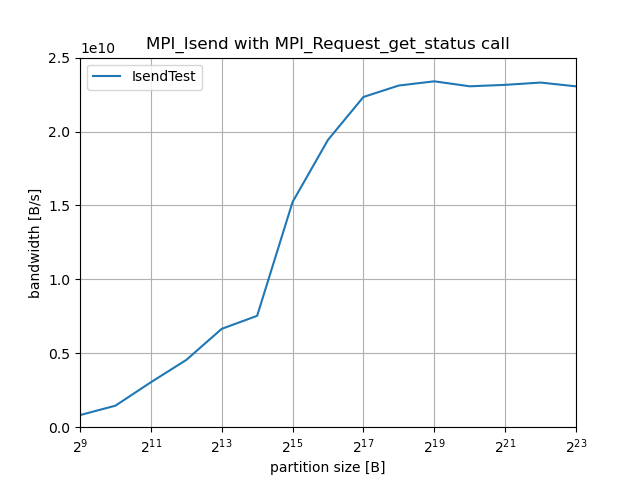 MPI_Isend with MPI_Request_get_status call
1e10
IsendTest
2.5
2.0
1.5
1.0
0.5
0.0
bandwidth [B/s]
2^9 2^11 2^13 2^15 2^17 2^19 2^21 2^23
partition size [B]